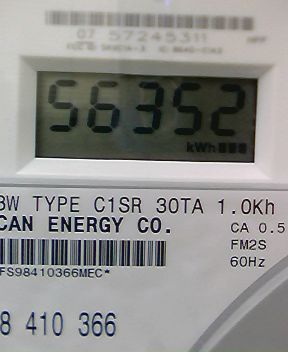 07 57245311
56352
kWh
3W TYPE C1SR 30TA 1.0Kh
CAN ENERGY CO.
CA 0.5
FM2S
60Hz
FS98410366MEC*
8 410 366